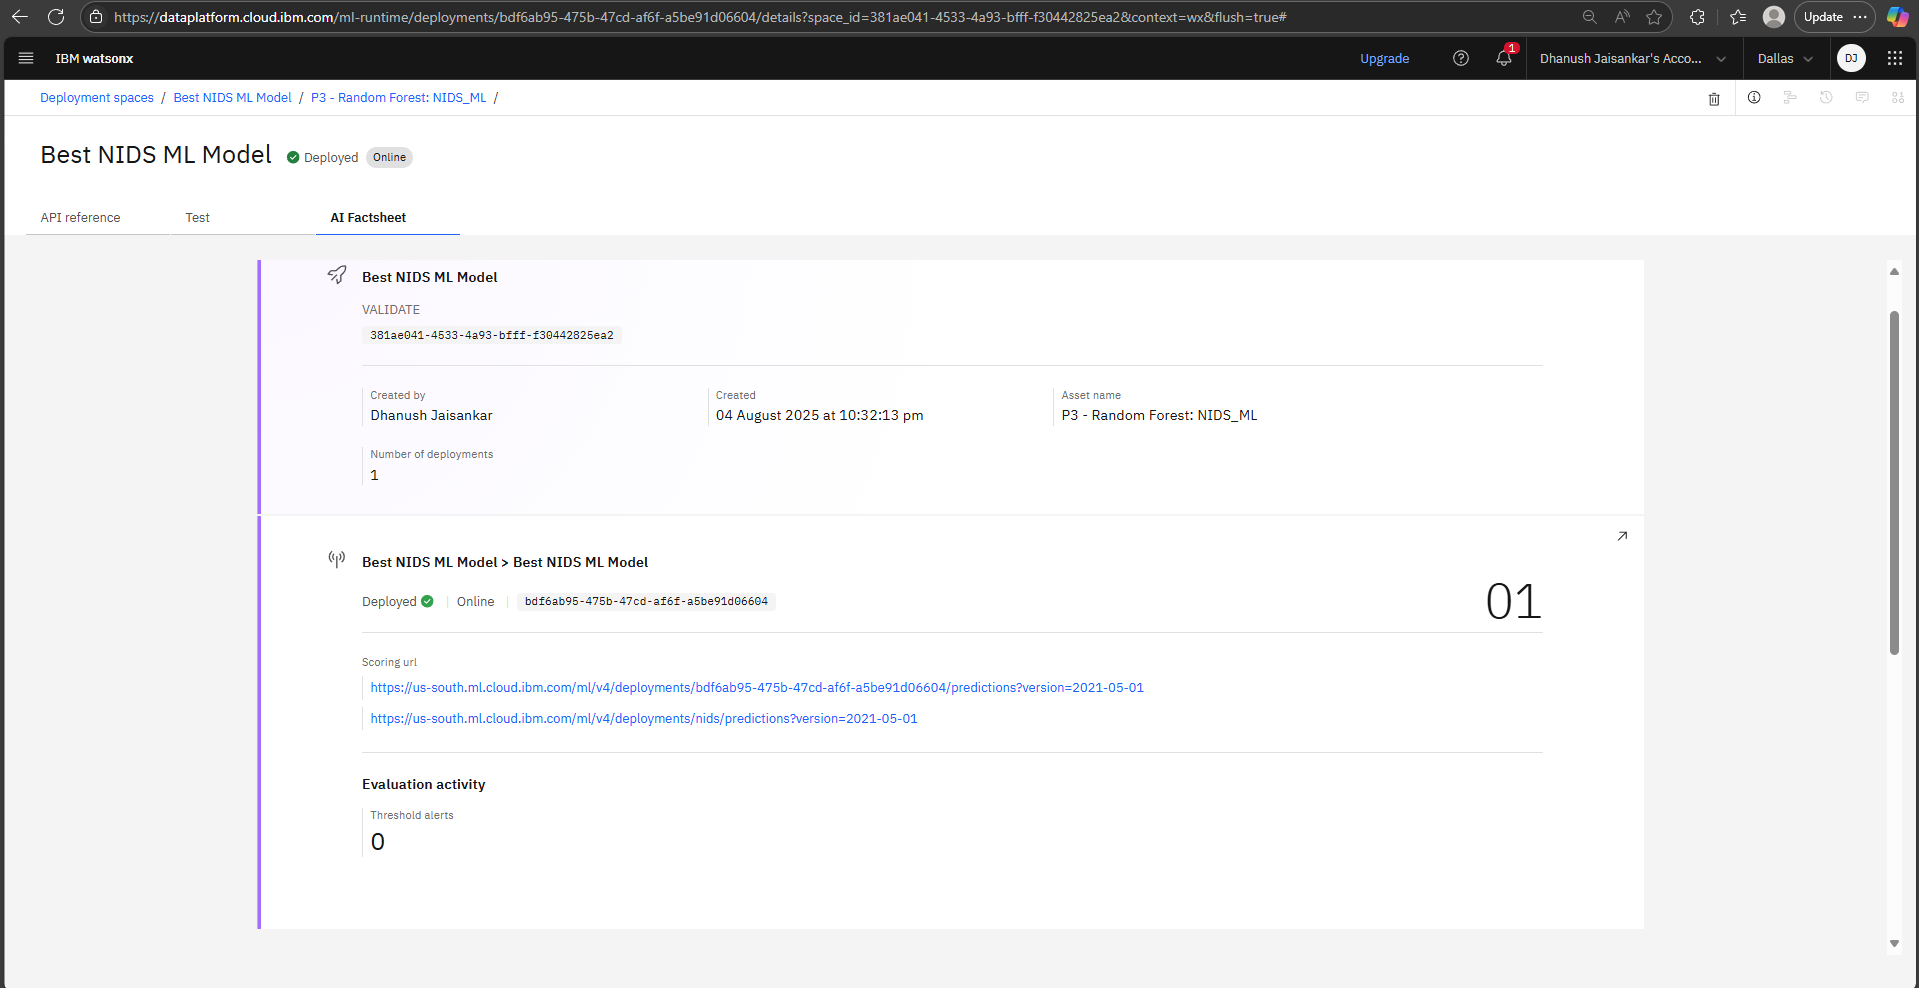 https://dataplatform.cloud.ibm.com/ml-runtime/deployments/bdf6ab95-475b-47cd-af6f-a5be91d06604/details?space_id=381ae041-4533-4a93-bfff-f30442825ea2&context=wx&flush=true#
Update
IBM watsonx
Upgrade
1
Dhanush Jaisankar's Acco...
Dallas
DJ
Deployment spaces / Best NIDS ML Model / P3 - Random Forest: NIDS_ML /
Best NIDS ML Model
Deployed
Online
API reference
Test
AI Factsheet
Best NIDS ML Model
VALIDATE
381ae041-4533-4a93-bfff-f30442825ea2
Created by
Dhanush Jaisankar
Created
04 August 2025 at 10:32:13 pm
Asset name
P3 - Random Forest: NIDS_ML
Number of deployments
1
Best NIDS ML Model > Best NIDS ML Model
Deployed
Online
bdf6ab95-475b-47cd-af6f-a5be91d06604
01
Scoring url
https://us-south.ml.cloud.ibm.com/ml/v4/deployments/bdf6ab95-475b-47cd-af6f-a5be91d06604/predictions?version=2021-05-01
https://us-south.ml.cloud.ibm.com/ml/v4/deployments/nids/predictions?version=2021-05-01
Evaluation activity
Threshold alerts
0